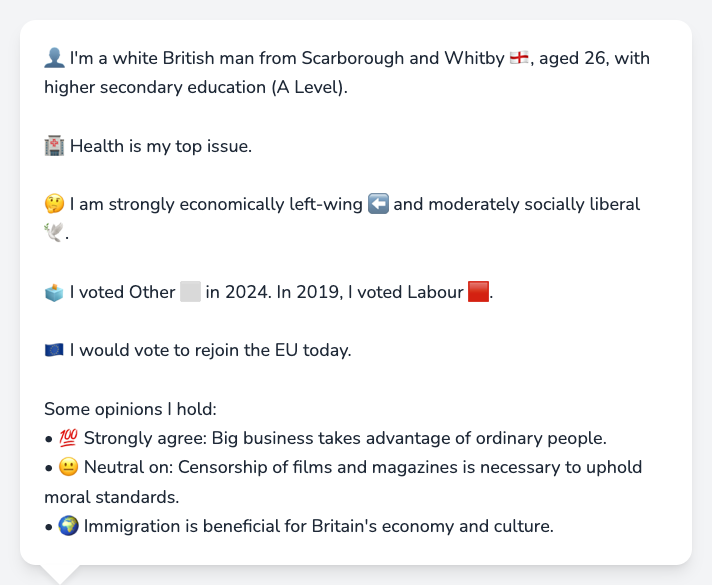 👤 I'm a white British man from Scarborough and Whitby 🏴󠁧󠁢󠁥󠁮󠁧󠁿, aged 26, with
higher secondary education (A Level).
🏥 Health is my top issue.
🤔 I am strongly economically left-wing ⬅️ and moderately socially liberal
🕊️.
🗳️ I voted Other ⬜ in 2024. In 2019, I voted Labour 🟥.
🇪🇺 I would vote to rejoin the EU today.
Some opinions I hold:
• 💯 Strongly agree: Big business takes advantage of ordinary people.
• 😐 Neutral on: Censorship of films and magazines is necessary to uphold
moral standards.
• 🌍 Immigration is beneficial for Britain's economy and culture.